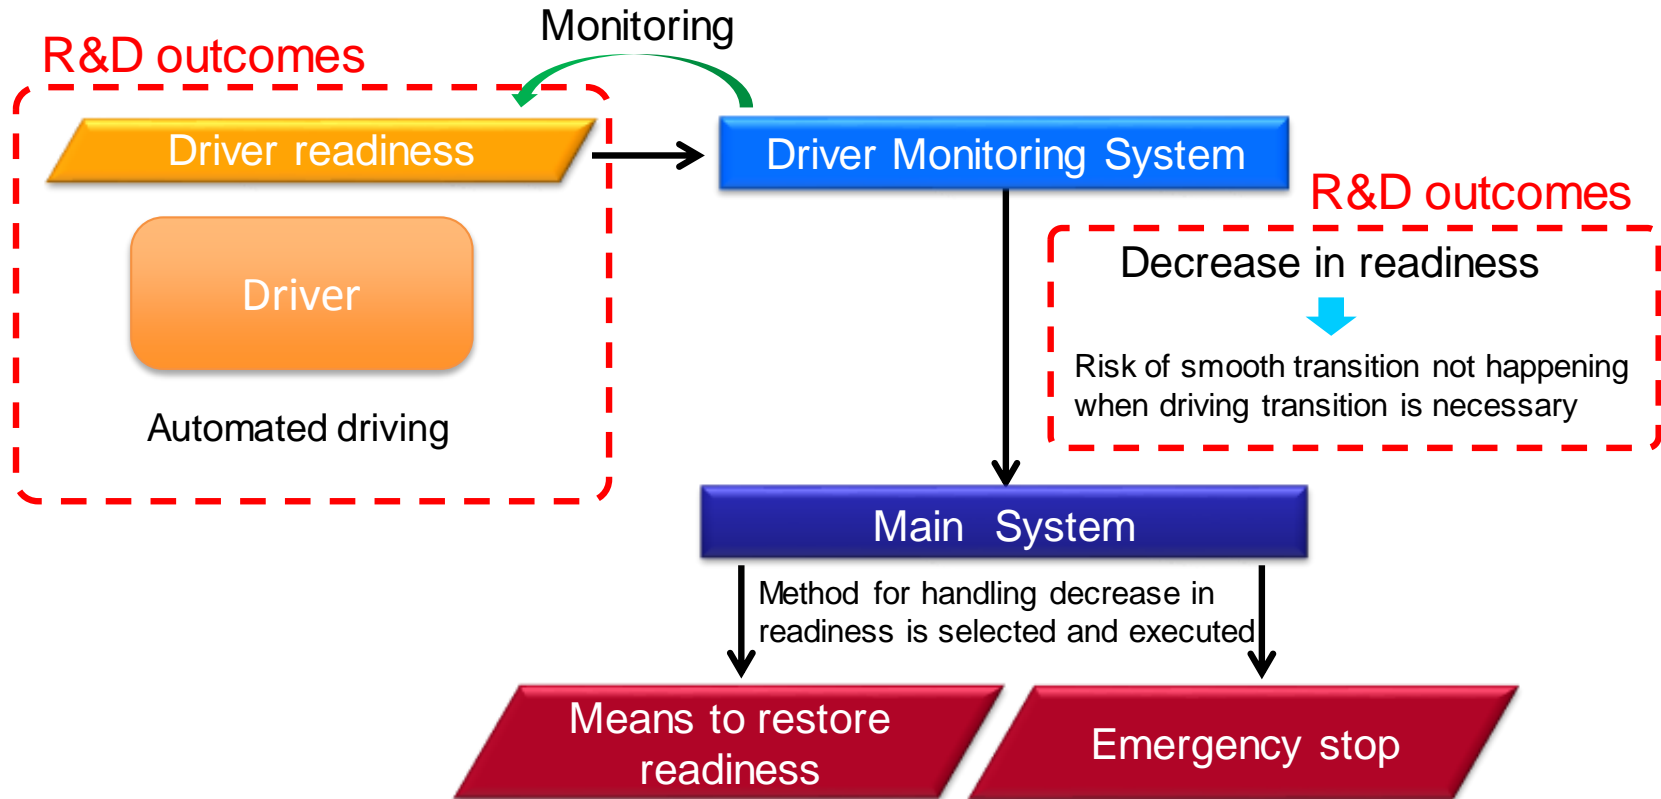 Monitoring
R&D outcomes
Driver readiness
Driver Monitoring System
R&D outcomes
Driver
Decrease in readiness
Risk of smooth transition not happening
when driving transition is necessary
Automated driving
Main System
Method for handling decrease in
readiness is selected and executed
Means to restore
readiness
Emergency stop